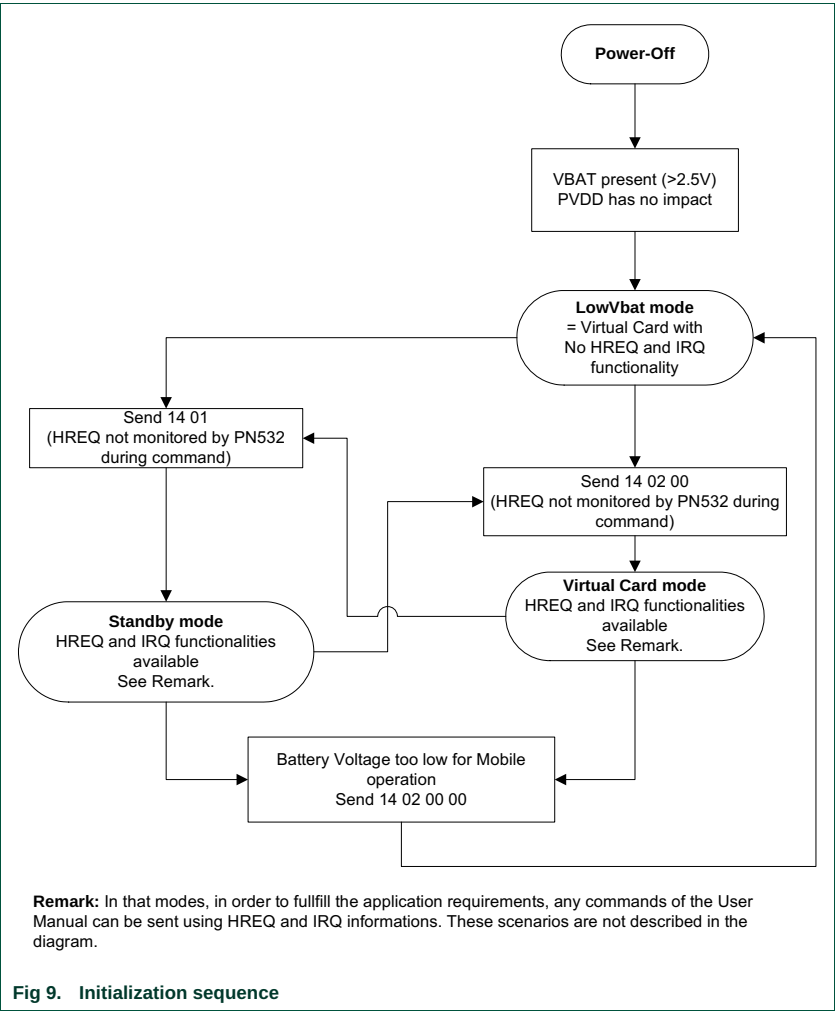 Power-Off
VBAT present (>2.5V)
PVDD has no impact
LowVbat mode
= Virtual Card with
No HREQ and IRQ
functionality
Send 14 01
(HREQ not monitored by PN532
during command)
Send 14 02 00
(HREQ not monitored by PN532 during
command)
Standby mode
HREQ and IRQ functionalities
available
See Remark.
Virtual Card mode
HREQ and IRQ functionalities
available
See Remark.
Battery Voltage too low for Mobile
operation
Send 14 02 00 00
Remark: In that modes, in order to fullfill the application requirements, any commands of the User
Manual can be sent using HREQ and IRQ informations. These scenarios are not described in the
diagram.
Fig 9. Initialization sequence